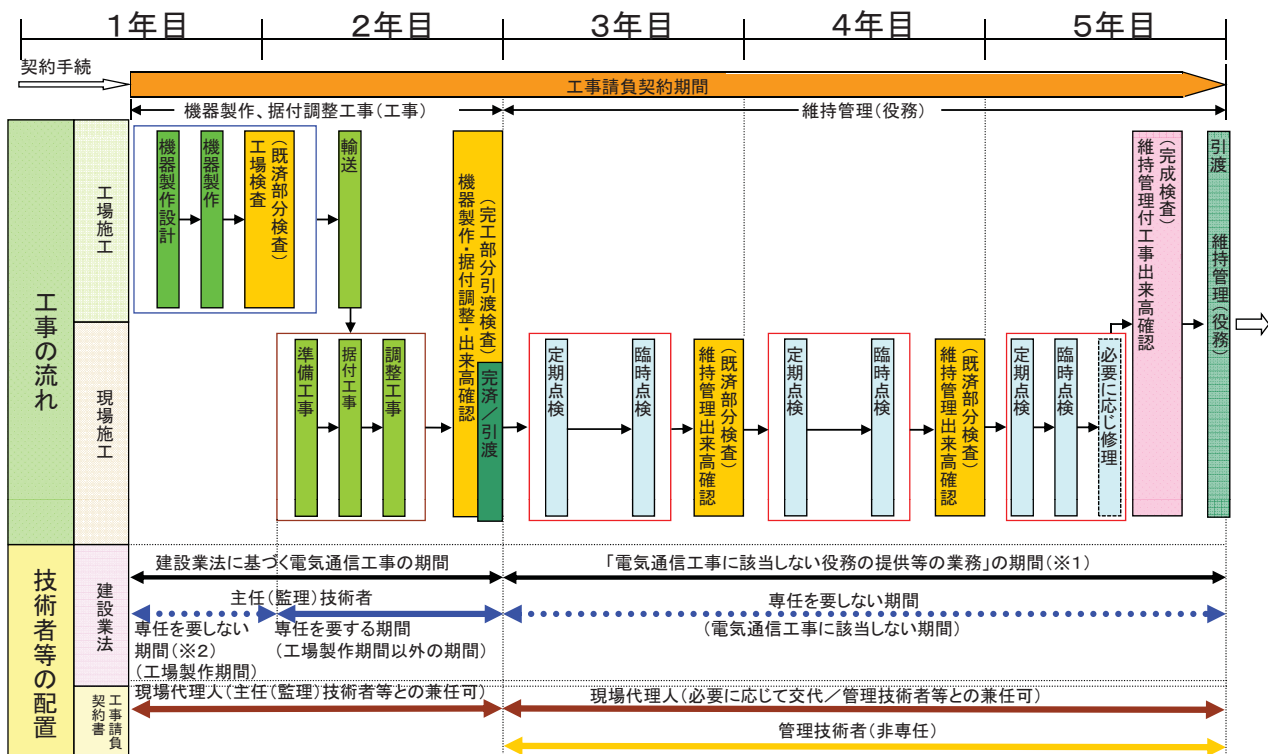 1年目
2年目
3年目
4年目
5年目
契約手続
工事請負契約期間
機器製作、据付調整工事(工事)
維持管理(役務)
工事の流れ
工場施工
機器製作設計
機器製作
工場検査
(既済部分検査)
輸送
機器製作・据付調整・出来高確認
(完工部分引渡検査)
完済/引渡
維持管理付工事出来高確認
(完成検査)
引渡
維持管理(役務)
現場施工
準備工事
据付工事
調整工事
定期点検
臨時点検
維持管理出来高確認
(既済部分検査)
定期点検
臨時点検
維持管理出来高確認
(既済部分検査)
定期点検
臨時点検
必要に応じ修理
技術者等の配置
建設業法
建設業法に基づく電気通信工事の期間
「電気通信工事に該当しない役務の提供等の業務」の期間(※1)
主任(監理)技術者
専任を要しない期間
専任を要しない
期間(※2)
(工場製作期間)
専任を要する期間
(工場製作期間以外の期間)
(電気通信工事に該当しない期間)
工事請負
契約書
現場代理人(主任(監理)技術者等との兼任可)
現場代理人(必要に応じて交代/管理技術者等との兼任可)
管理技術者(非専任)